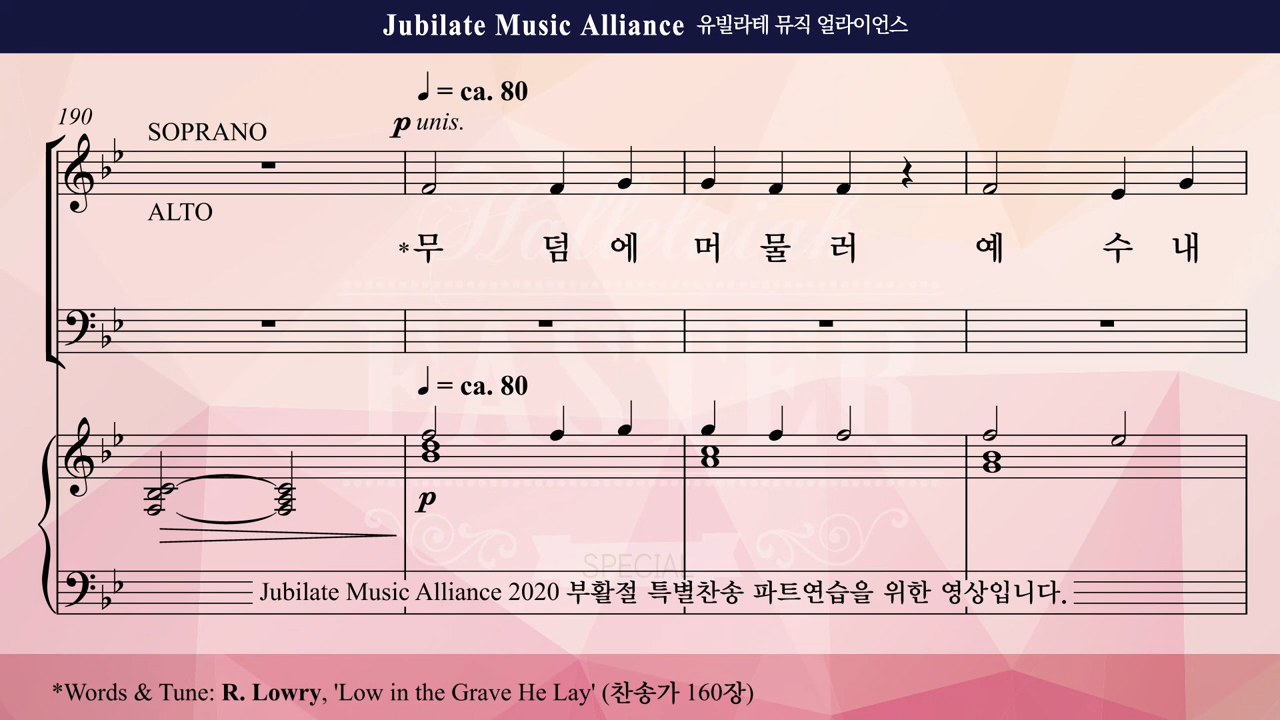 Jubilate Music Alliance 유빌라테 뮤직 얼라이언스
♩ = ca. 80
190
SOPRANO
p unis.
ALTO
*무 덤 에 머 물 러 예 수 내
Halleluiah
EASTER
♩ = ca. 80
p
SPECIAL
Jubilate Music Alliance 2020 부활절 특별찬송 파트연습을 위한 영상입니다.
*Words & Tune: R. Lowry, 'Low in the Grave He Lay' (찬송가 160장)